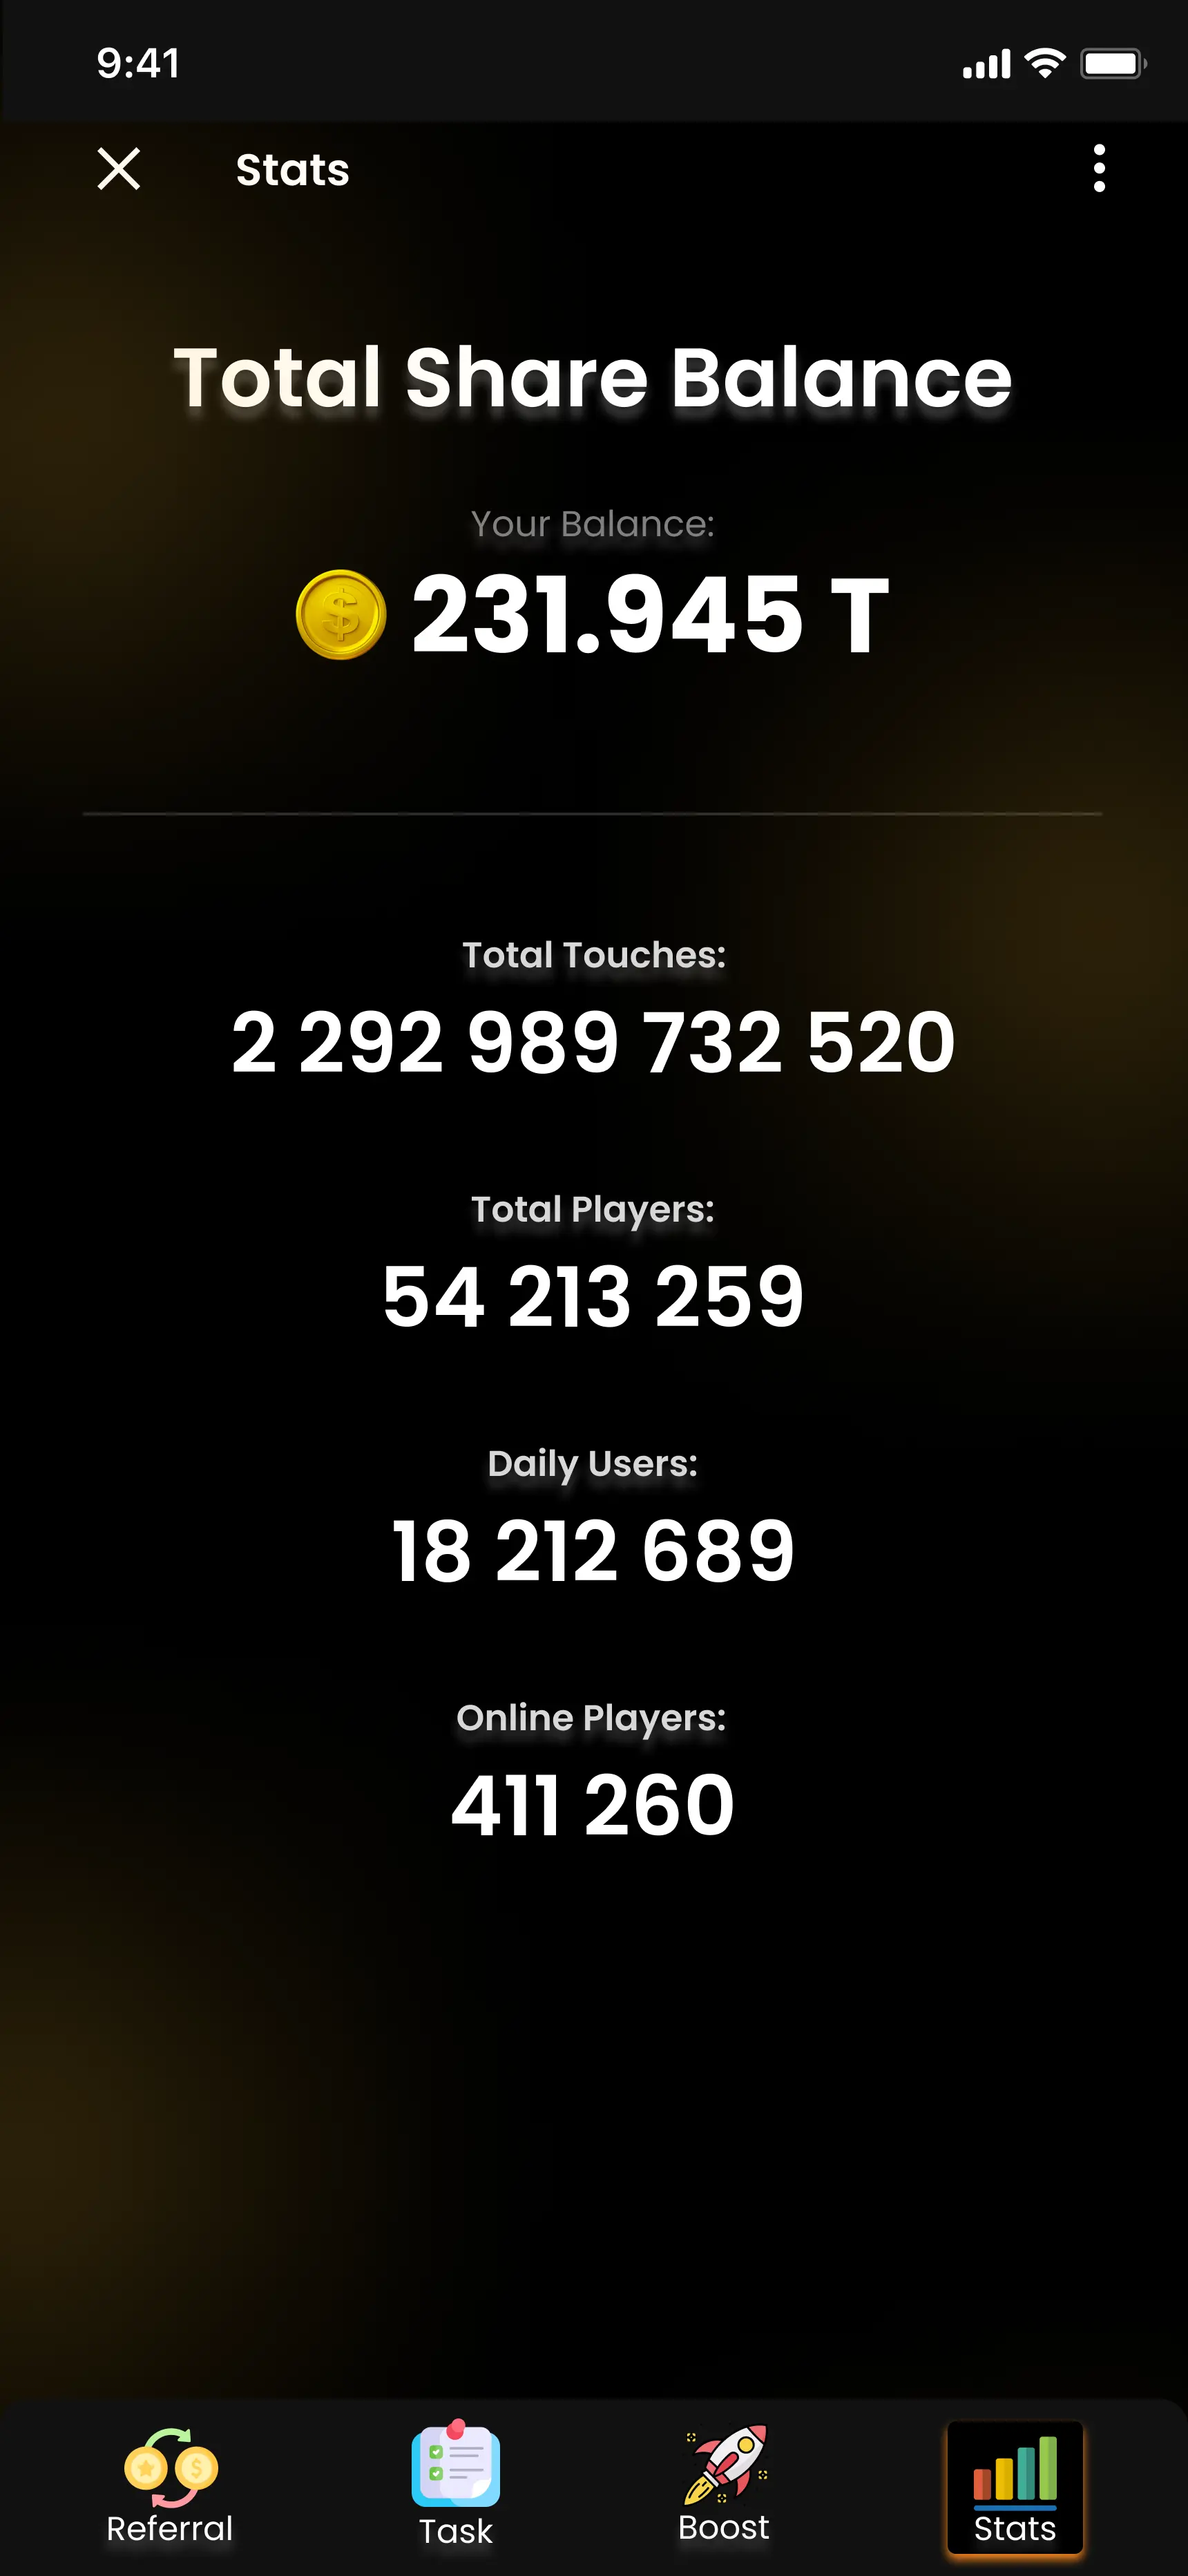 9:41
Stats
Total Share Balance
Your Balance:
231.945 T
Total Touches:
2 292 989 732 520
Total Players:
54 213 259
Daily Users:
18 212 689
Online Players:
411 260
Referral
Task
Boost
Stats